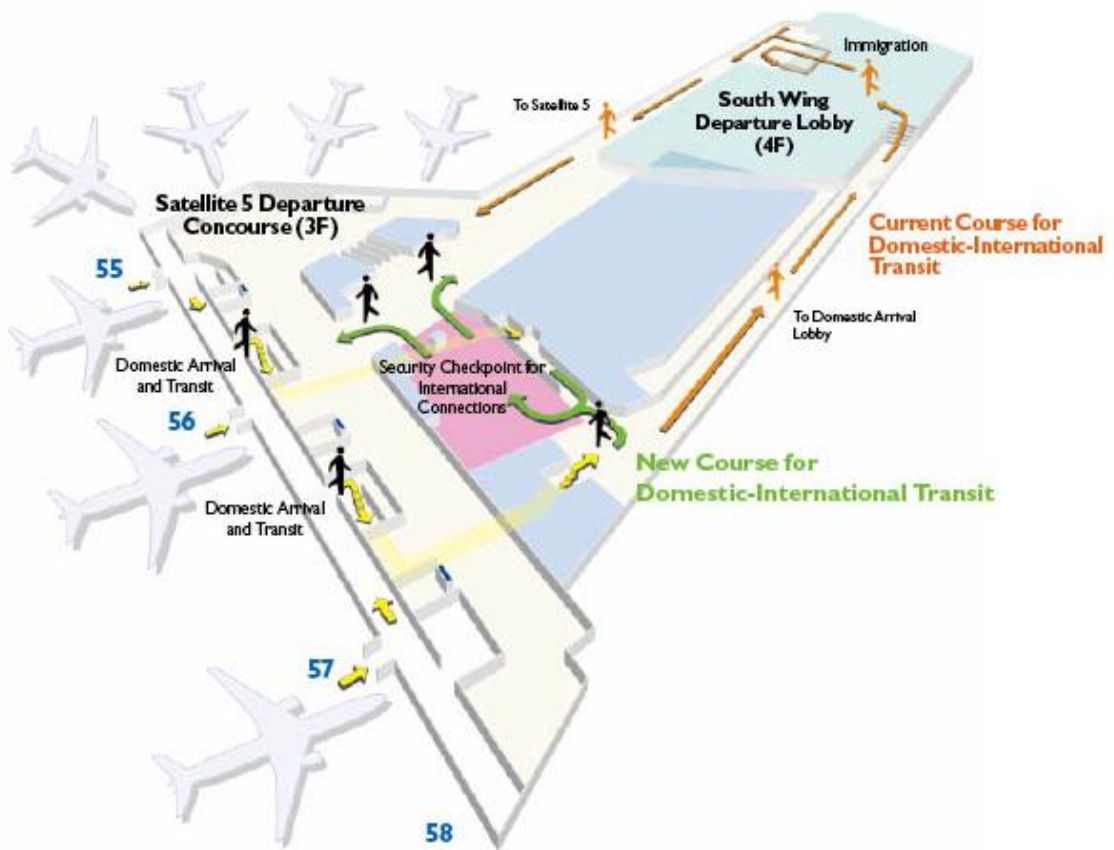 Immigration
To Satellite 5
South Wing
Departure Lobby
(4F)
Satellite 5 Departure
Concourse (3F)
Current Course for
Domestic-International
Transit
55
To Domestic Arrival
Lobby
Domestic Arrival
and Transit
Security Checkpoint for
International
Connections
56
New Course for
Domestic-International Transit
Domestic Arrival
and Transit
57
58